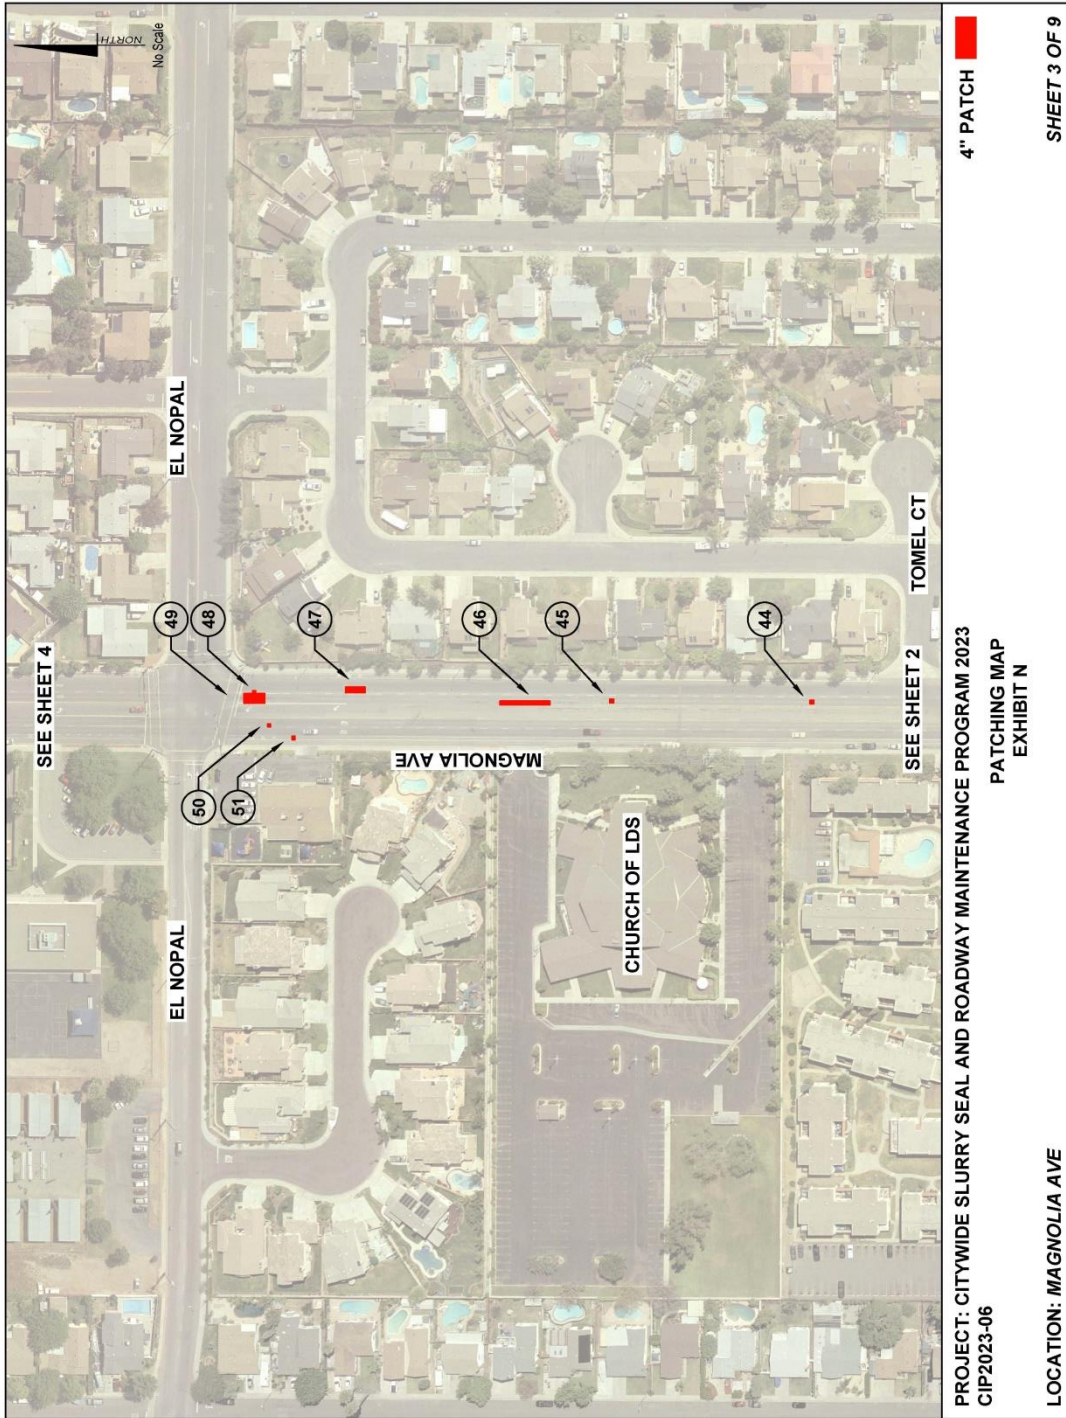 NORTH
No Scale
SEE SHEET 4
EL NOPAL
EL NOPAL
49
48
47
46
45
44
50
51
MAGNOLIA AVE
CHURCH OF LDS
SEE SHEET 2
TOMEL CT
PROJECT: CITYWIDE SLURRY SEAL AND ROADWAY MAINTENANCE PROGRAM 2023
CIP2023-06
4" PATCH
PATCHING MAP
EXHIBIT N
LOCATION: MAGNOLIA AVE
SHEET 3 OF 9